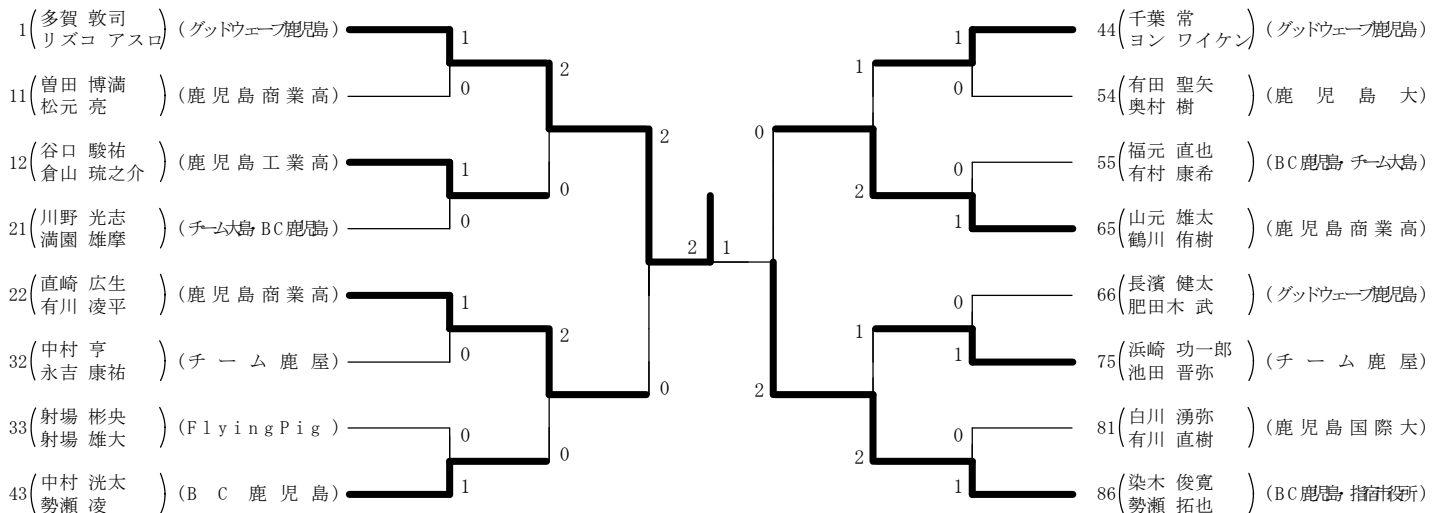 1 多賀 敦司
リズコ アスロ (グッドウェーブ鹿児島)
1
0
11 曽田 博満
松元 亮 (鹿児島商業高)
2
12 谷口 駿祐
倉山 琉之介 (鹿児島工業高)
1
0
21 川野 光志
満園 雄摩 (チーム大島・BC鹿児島)
0
2
22 直崎 広生
有川 凌平 (鹿児島商業高)
1
0
32 中村 亨
永吉 康祐 (チーム鹿屋)
2
33 射場 彬央
射場 雄大 (FlyingPig)
0
1
43 中村 洸太
勢瀬 凌 (BC鹿児島)
0
0
2 1
44 千葉 常
ヨン ワイケン (グッドウェーブ鹿児島)
1
0
54 有田 聖矢
奥村 樹 (鹿児島大)
1
55 福元 直也
有村 康希 (BC鹿児島・チーム大島)
0
1
65 山元 雄太
鶴川 侑樹 (鹿児島商業高)
2
0
66 長濱 健太
肥田木 武 (グッドウェーブ鹿児島)
0
1
75 浜崎 功一郎
池田 晋弥 (チーム鹿屋)
1
81 白川 湧弥
有川 直樹 (鹿児島国際大)
0
1
86 染木 俊寛
勢瀬 拓也 (BC鹿児島・指宿市役所)
2
2